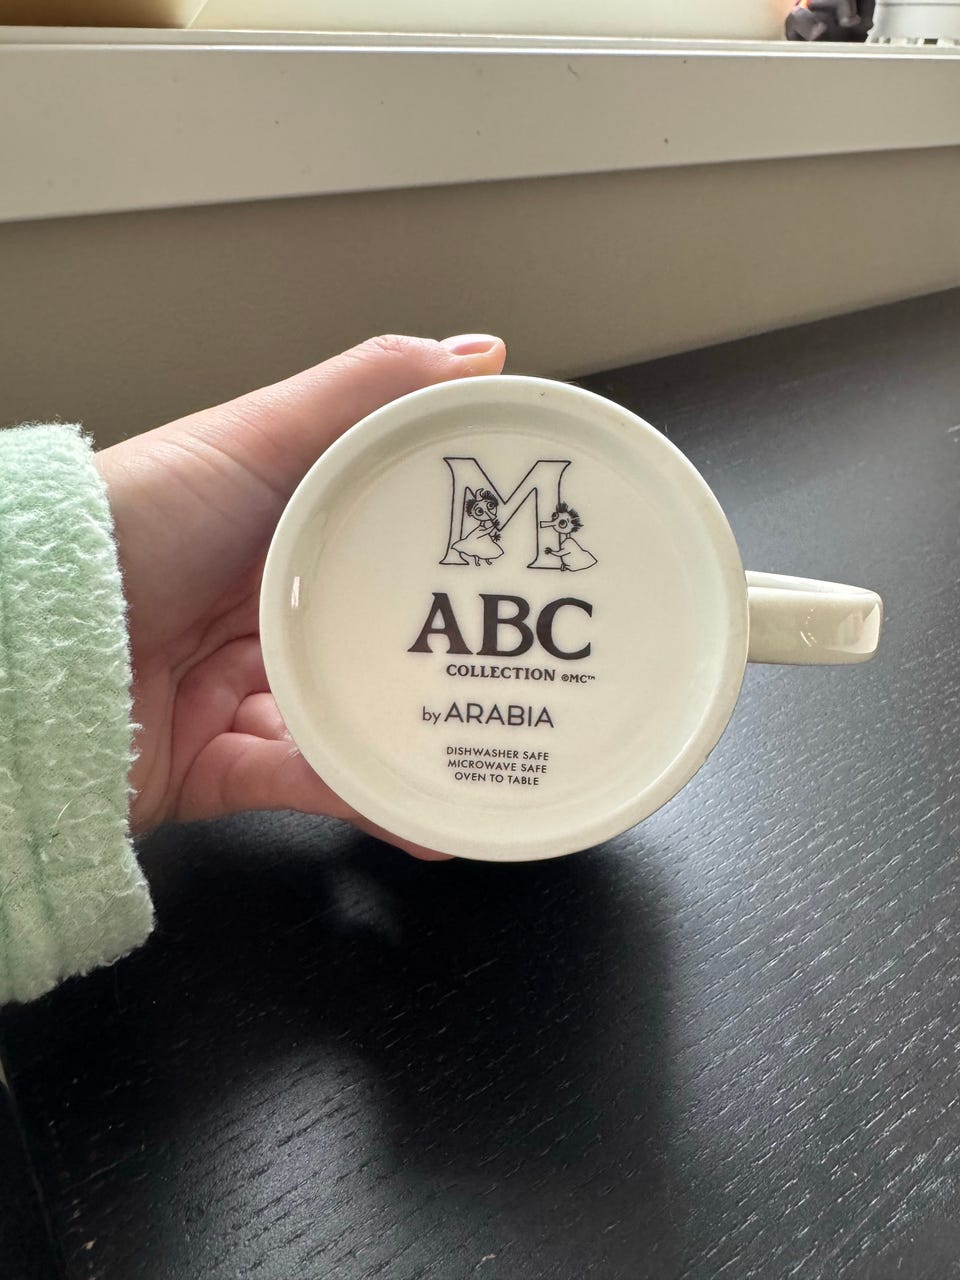 M
ABC
COLLECTION ©MC™
by ARABIA
DISHWASHER SAFE
MICROWAVE SAFE
OVEN TO TABLE